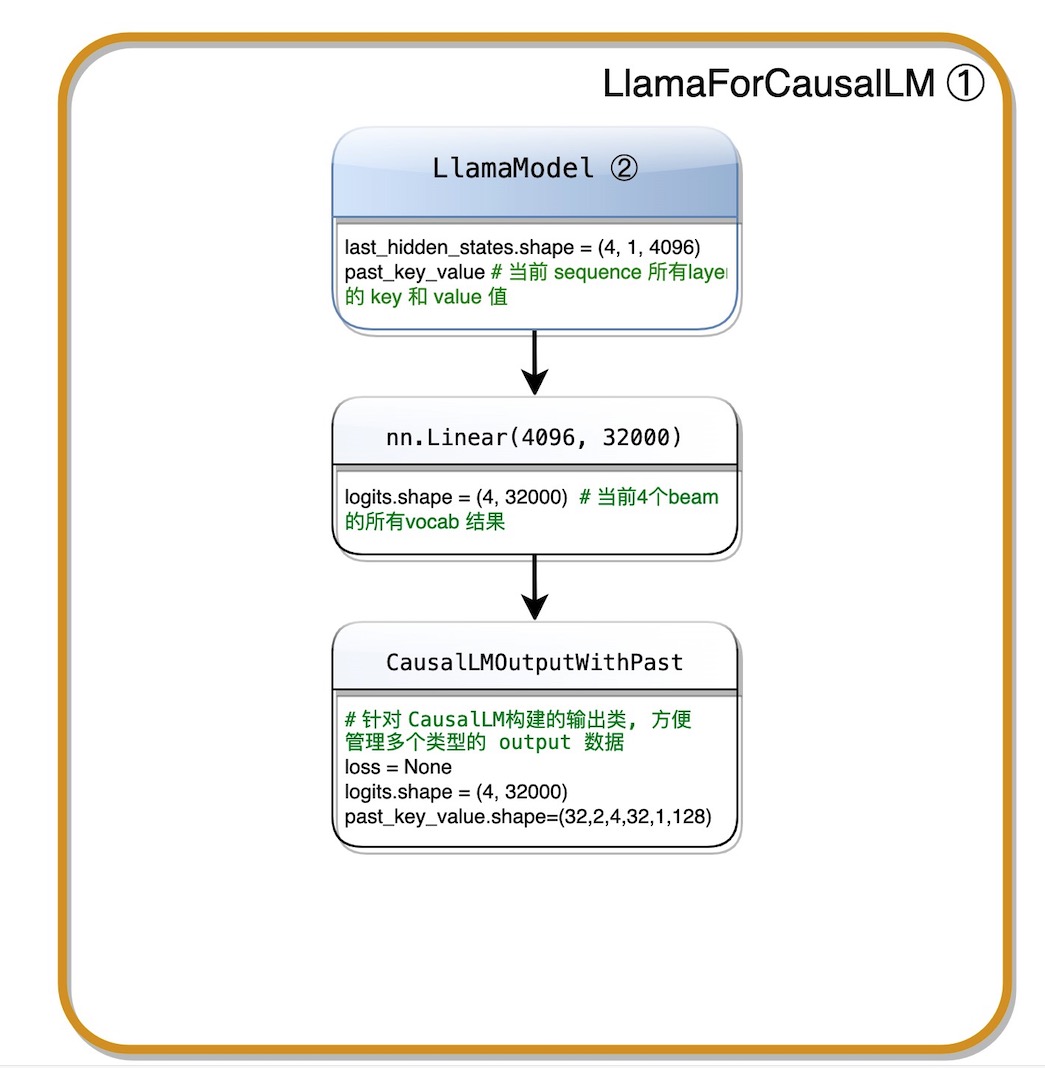 LlamaForCausalLM ①
LlamaModel ②
last_hidden_states.shape = (4, 1, 4096)
past_key_value # 当前 sequence 所有layer
的 key 和 value 值
nn.Linear(4096, 32000)
logits.shape = (4, 32000) # 当前4个beam
的所有vocab 结果
CausalLMOutputWithPast
# 针对 CausalLM构建的输出类, 方便
管理多个类型的 output 数据
loss = None
logits.shape = (4, 32000)
past_key_value.shape=(32,2,4,32,1,128)